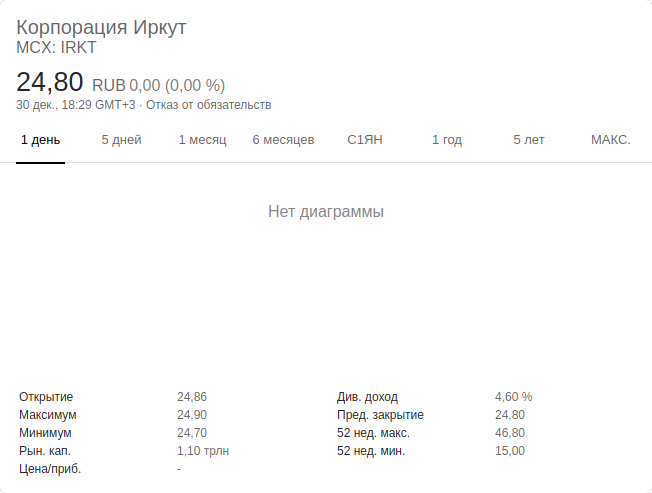 Корпорация Иркут
MCX: IRKT
24,80 RUB 0,00 (0,00 %)
30 дек., 18:29 GMT+3 · Отказ от обязательств
1 день 5 дней 1 месяц 6 месяцев С1ЯН 1 год 5 лет МАКС.
Нет диаграммы
Открытие 24,86 Див. доход 4,60 %
Максимум 24,90 Пред. закрытие 24,80
Минимум 24,70 52 нед. макс. 46,80
Рын. кап. 1,10 трлн 52 нед. мин. 15,00
Цена/приб. -